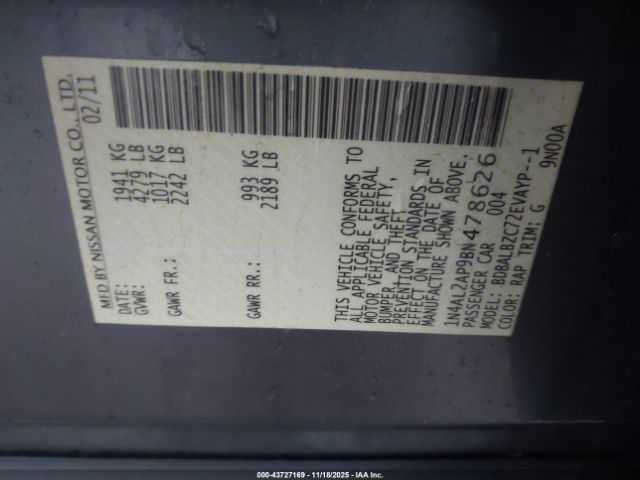 MFD BY NISSAN MOTOR CO., LTD.
DATE: 02/11
GVWR: 1941 KG
4279 LB
GAWR FR.: 1017 KG
2242 LB
GAWR RR.: 993 KG
2189 LB
THIS VEHICLE CONFORMS TO
ALL APPLICABLE FEDERAL
MOTOR VEHICLE SAFETY,
BUMPER, AND THEFT
PREVENTION STANDARDS IN
EFFECT ON THE DATE OF
MANUFACTURE SHOWN ABOVE,
1N4AL2AP9BN478626
PASSENGER CAR 004
MODEL: BDBALBZC72EVAYP--1
COLOR: RAP TRIM: G 9N00A
000-43727169 - 11/18/2025 - IAA Inc.